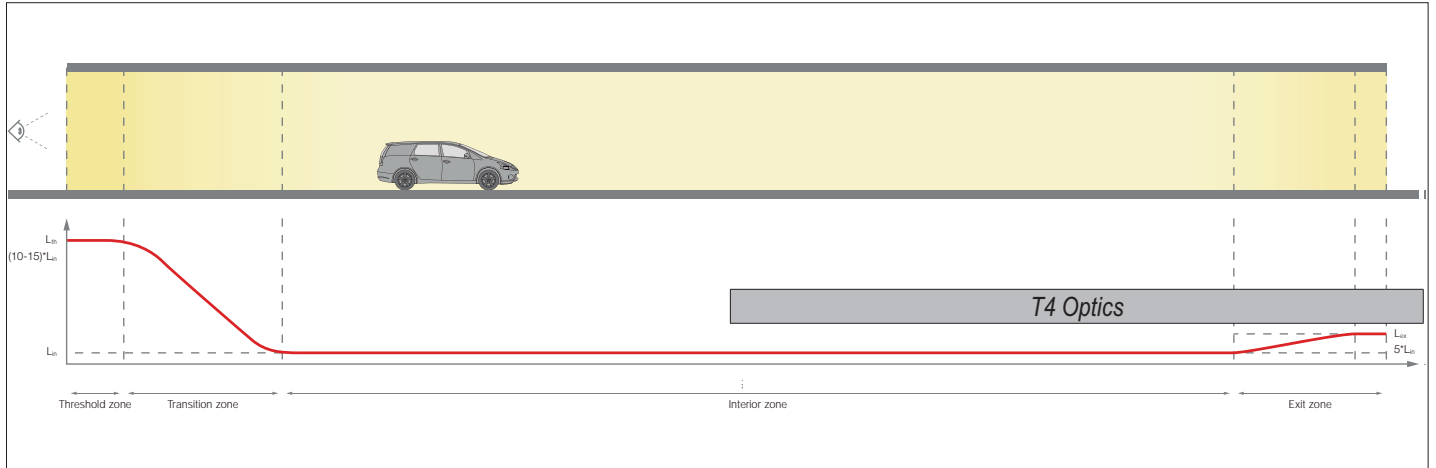 Lth
(10-15)*Lin
T4 Optics
Lin
Lex
5*Lin
Threshold zone
Transition zone
Interior zone
Exit zone